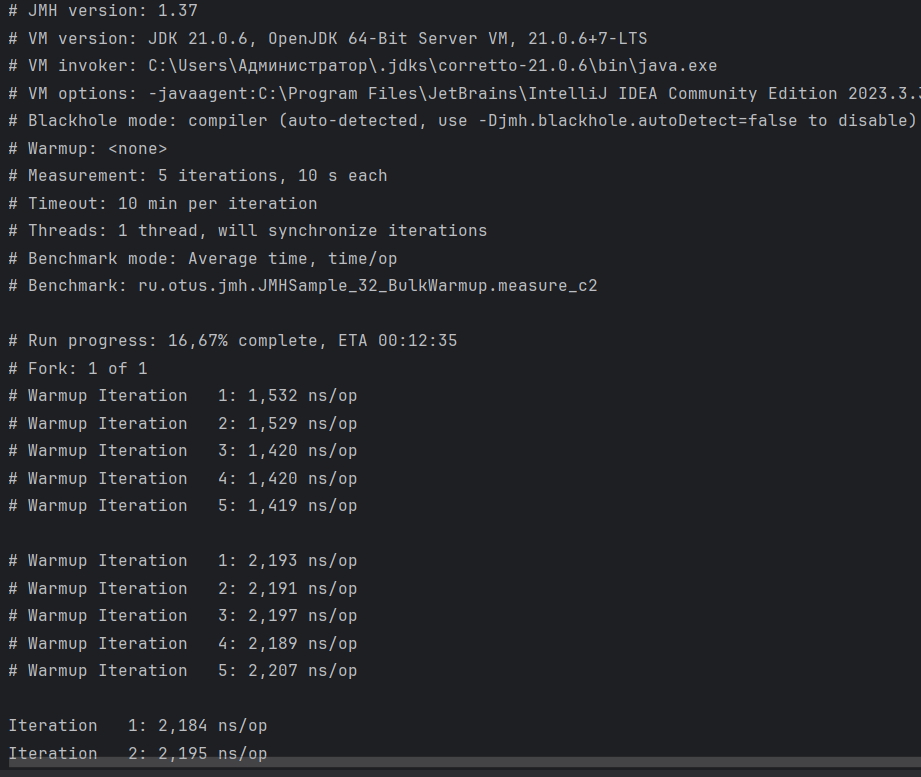 # JMH version: 1.37
# VM version: JDK 21.0.6, OpenJDK 64-Bit Server VM, 21.0.6+7-LTS
# VM invoker: C:\Users\Администратор\.jdks\corretto-21.0.6\bin\java.exe
# VM options: -javaagent:C:\Program Files\JetBrains\IntelliJ IDEA Community Edition 2023.3.3
# Blackhole mode: compiler (auto-detected, use -Djmh.blackhole.autoDetect=false to disable)
# Warmup: <none>
# Measurement: 5 iterations, 10 s each
# Timeout: 10 min per iteration
# Threads: 1 thread, will synchronize iterations
# Benchmark mode: Average time, time/op
# Benchmark: ru.otus.jmh.JMHSample_32_BulkWarmup.measure_c2
# Run progress: 16,67% complete, ETA 00:12:35
# Fork: 1 of 1
# Warmup Iteration   1: 1,532 ns/op
# Warmup Iteration   2: 1,529 ns/op
# Warmup Iteration   3: 1,420 ns/op
# Warmup Iteration   4: 1,420 ns/op
# Warmup Iteration   5: 1,419 ns/op
# Warmup Iteration   1: 2,193 ns/op
# Warmup Iteration   2: 2,191 ns/op
# Warmup Iteration   3: 2,197 ns/op
# Warmup Iteration   4: 2,189 ns/op
# Warmup Iteration   5: 2,207 ns/op
Iteration   1: 2,184 ns/op
Iteration   2: 2,195 ns/op